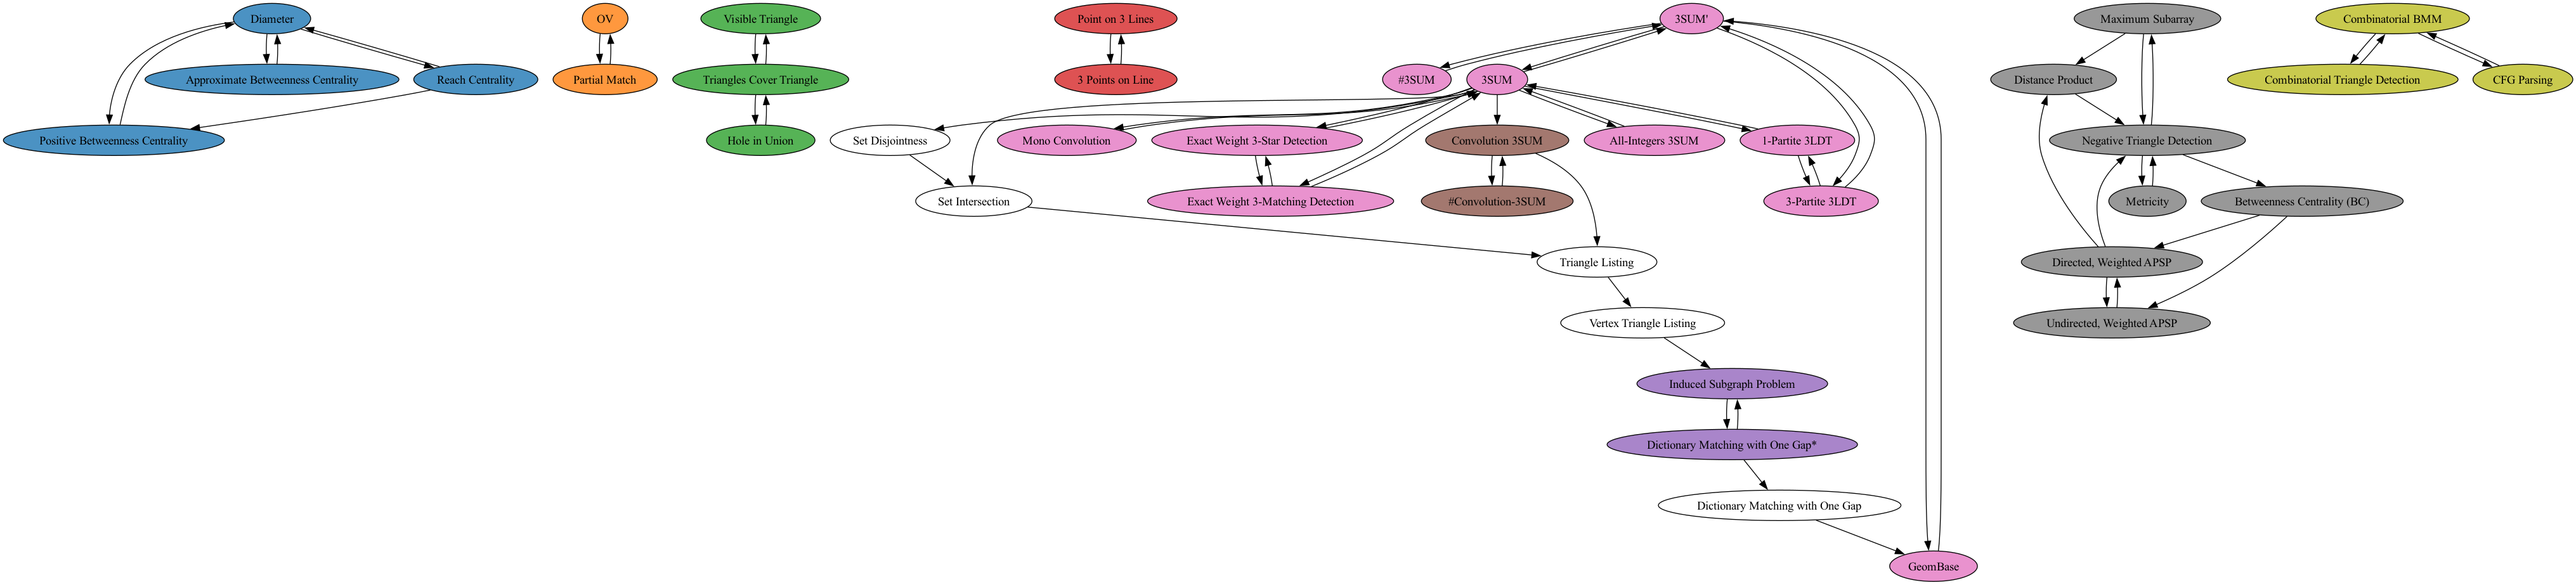 Diameter
OV
Visible Triangle
Point on 3 Lines
3SUM'
Maximum Subarray
Combinatorial BMM
Approximate Betweenness Centrality
Reach Centrality
Partial Match
Triangles Cover Triangle
3 Points on Line
#3SUM
3SUM
Distance Product
Combinatorial Triangle Detection
CFG Parsing
Positive Betweenness Centrality
Hole in Union
Set Disjointness
Mono Convolution
Exact Weight 3-Star Detection
Convolution 3SUM
All-Integers 3SUM
1-Partite 3LDT
Negative Triangle Detection
Set Intersection
Exact Weight 3-Matching Detection
#Convolution-3SUM
3-Partite 3LDT
Metricity
Betweenness Centrality (BC)
Triangle Listing
Directed, Weighted APSP
Vertex Triangle Listing
Undirected, Weighted APSP
Induced Subgraph Problem
Dictionary Matching with One Gap*
Dictionary Matching with One Gap
GeomBase